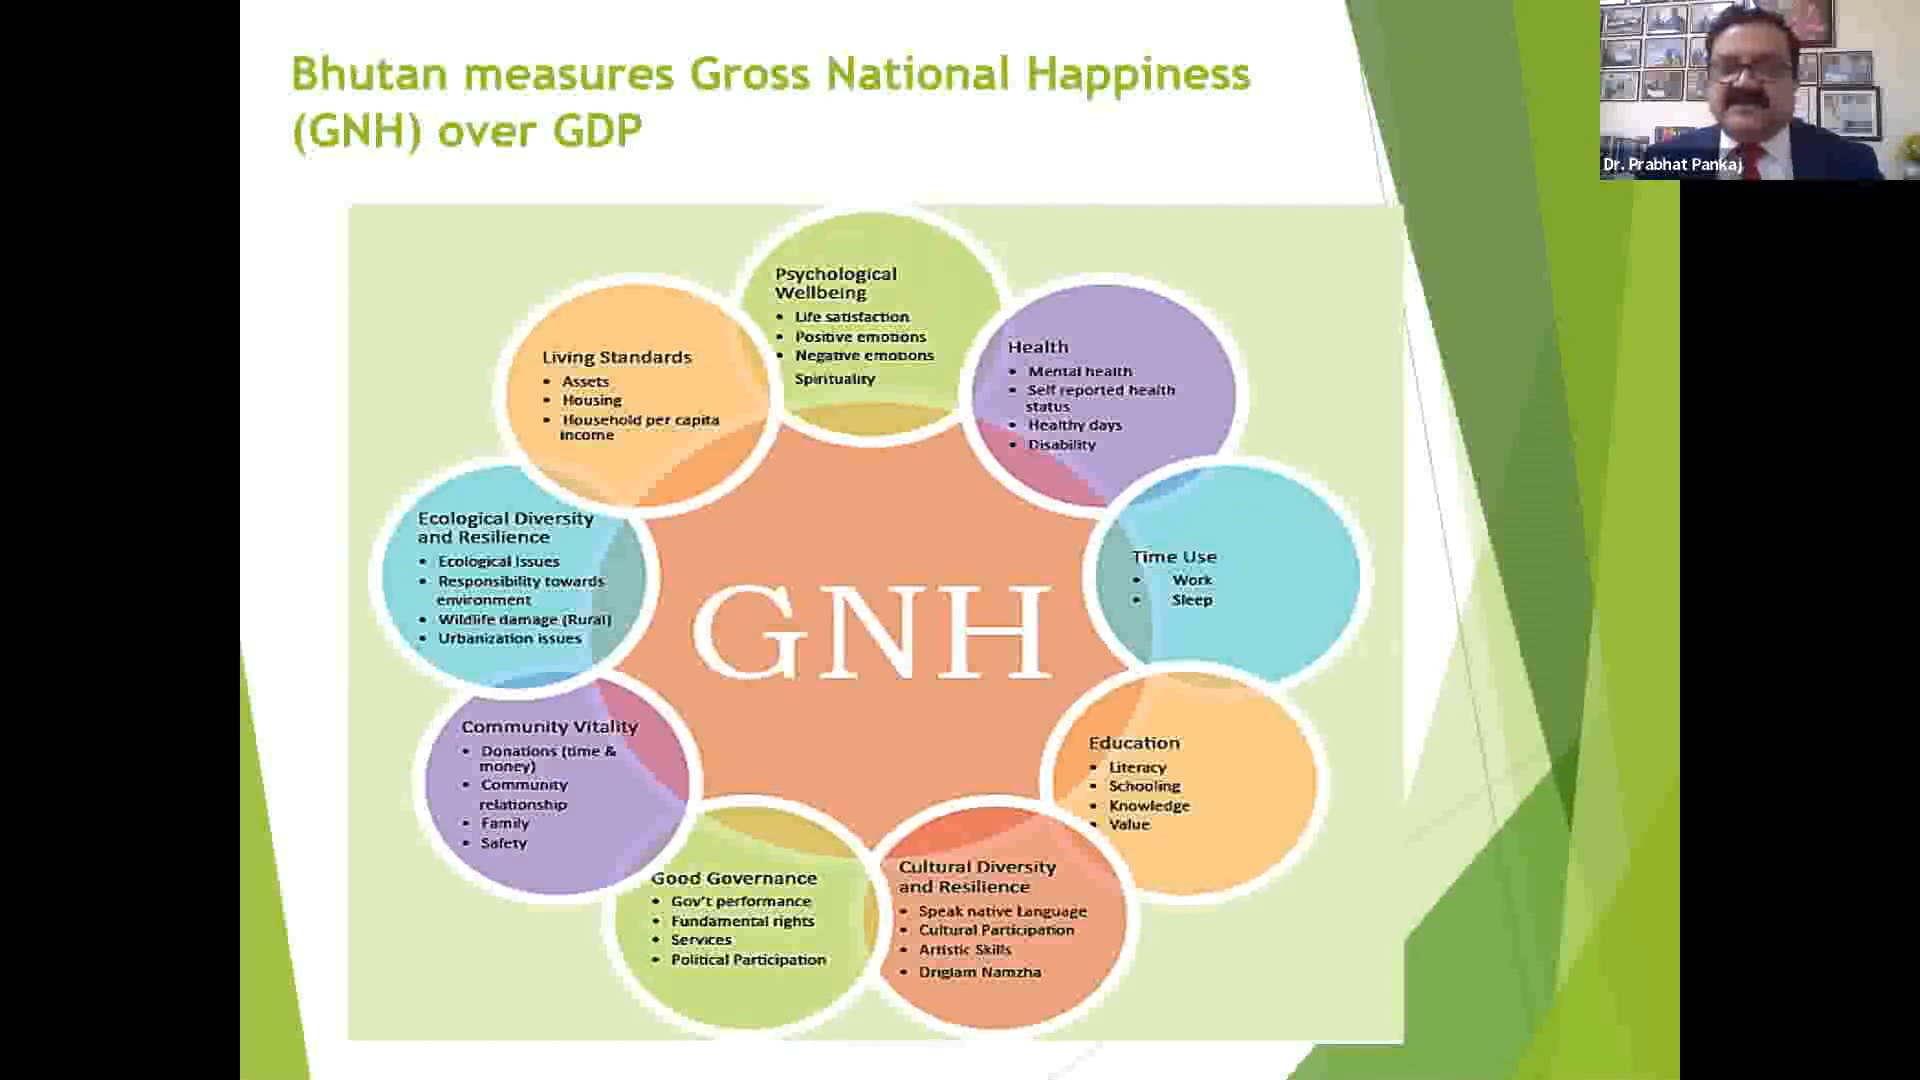 Bhutan measures Gross National Happiness
(GNH) over GDP
Dr. Prabhat Pankaj
Psychological
Wellbeing
• Life satisfaction
• Positive emotions
• Negative emotions
Spirituality
Health
• Mental health
• Self reported health
status
• Healthy days
• Disability
Time Use
• Work
• Sleep
Education
• Literacy
• Schooling
• Knowledge
• Value
Cultural Diversity
and Resilience
• Speak native Language
• Cultural Participation
• Artistic Skills
• Driglam Namzha
Good Governance
• Gov't performance
• Fundamental rights
• Services
• Political Participation
Community Vitality
• Donations (time &
money)
• Community
relationship
• Family
• Safety
Ecological Diversity
and Resilience
• Ecological Issues
• Responsibility towards
environment
• Wildlife damage (Rural)
• Urbanization issues
Living Standards
• Assets
• Housing
• Household per capita
income
GNH